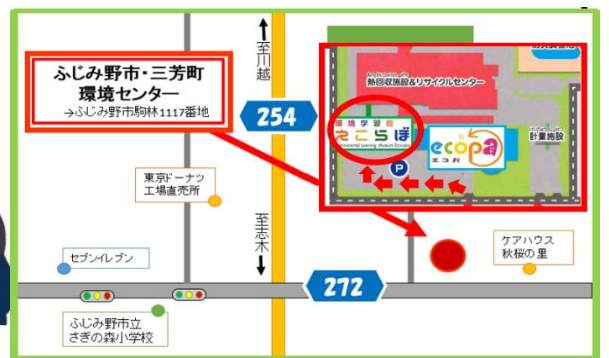 ふじみ野市・三芳町
環境センター
→ふじみ野市駒林1117番地
至川越
254
熱回収施設&リサイクルセンター
環境学習館
えこらぼ
Environmental Learning Museum Ecorabo
ecopa
エコパ
計量施設
P
東京ドーナツ
工場直売所
至志木
セブンイレブン
ケアハウス
秋桜の里
272
ふじみ野市立
さぎの森小学校